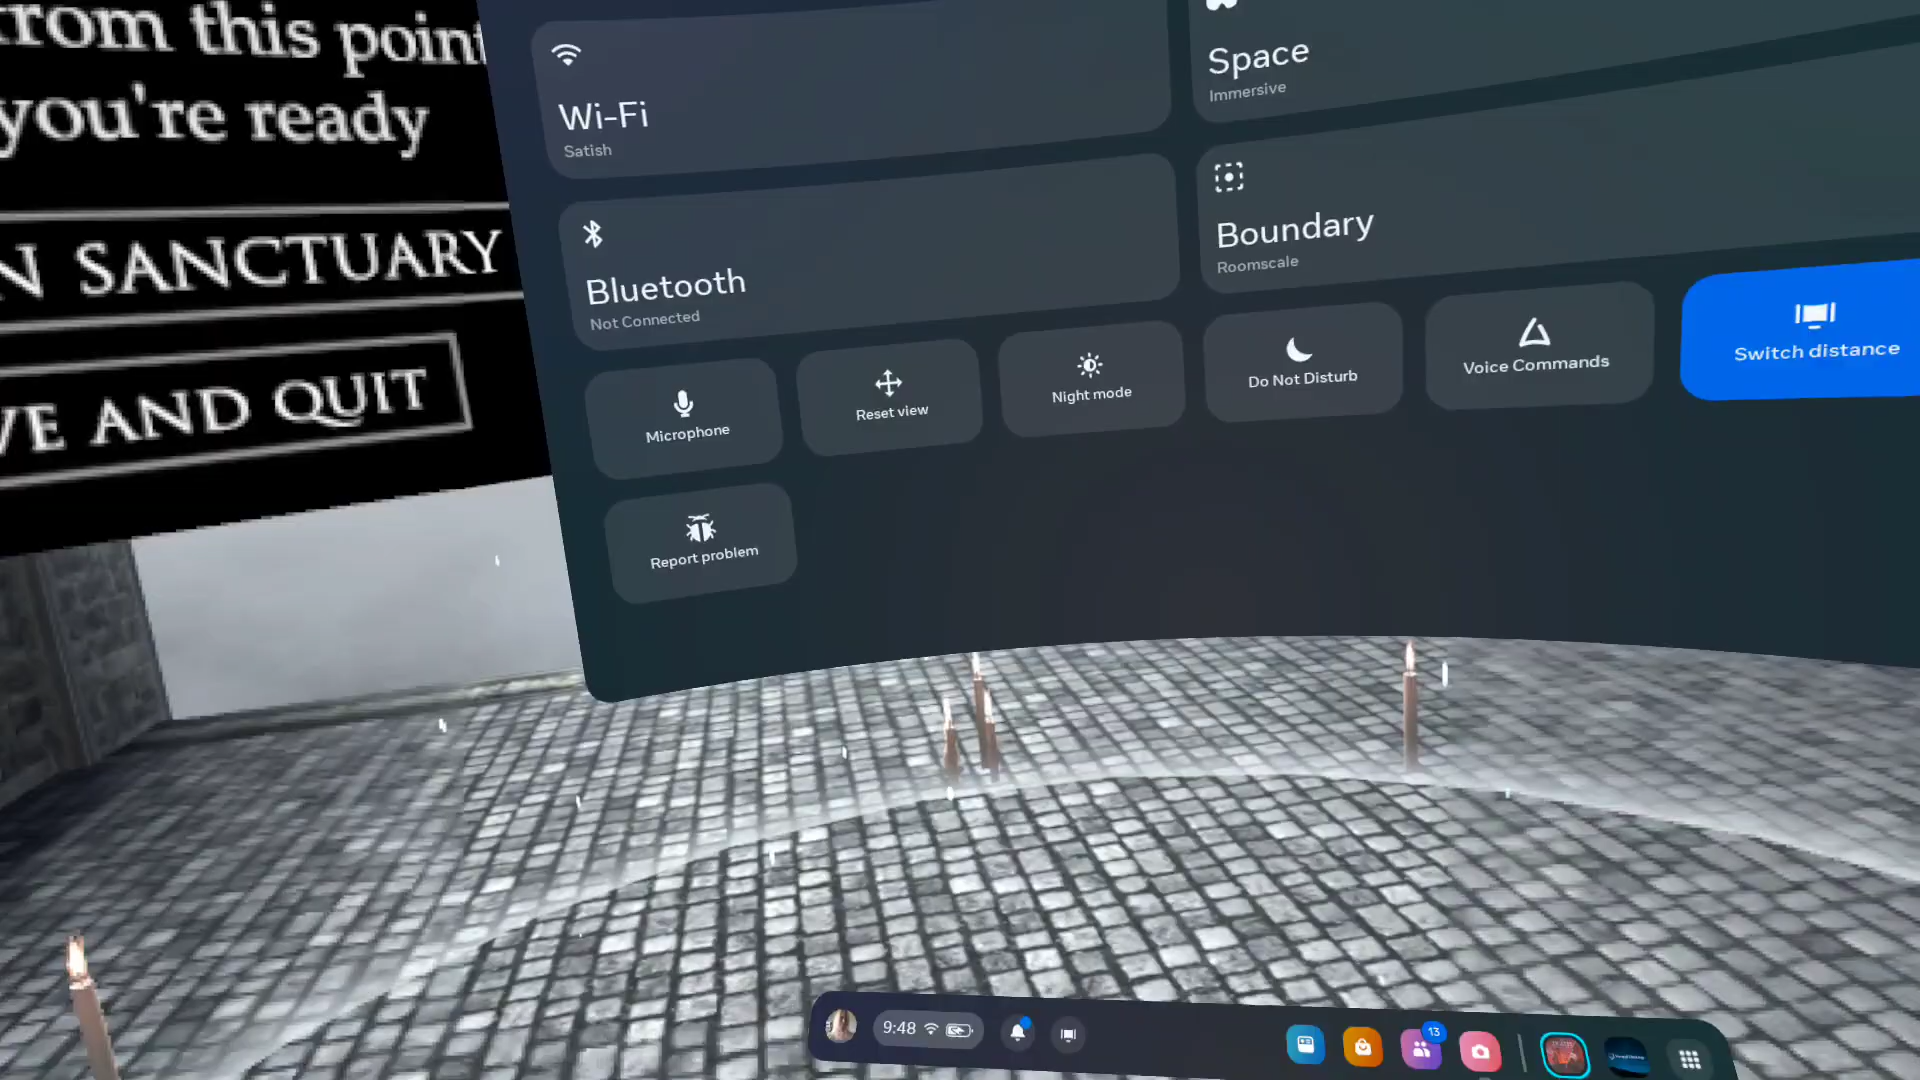 from this point
you're ready
N SANCTUARY
VE AND QUIT
Wi-Fi
Satish
Bluetooth
Not Connected
Space
Immersive
Boundary
Roomscale
Microphone
Reset view
Night mode
Do Not Disturb
Voice Commands
Switch distance
Report problem
9:48
13